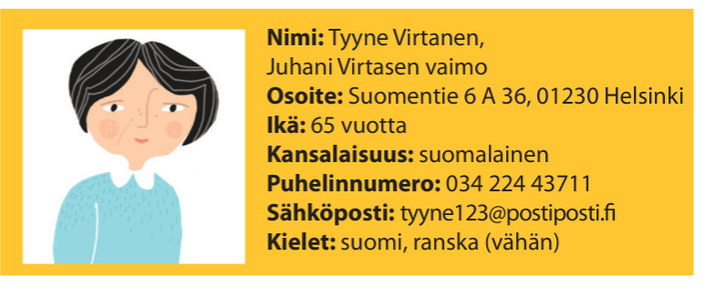 Nimi: Tyyne Virtanen,
Juhani Virtasen vaimo
Osoite: Suomentie 6 A 36, 01230 Helsinki
Ikä: 65 vuotta
Kansalaisuus: suomalainen
Puhelinnumero: 034 224 43711
Sähköposti: tyyne123@postiposti.fi
Kielet: suomi, ranska (vähän)